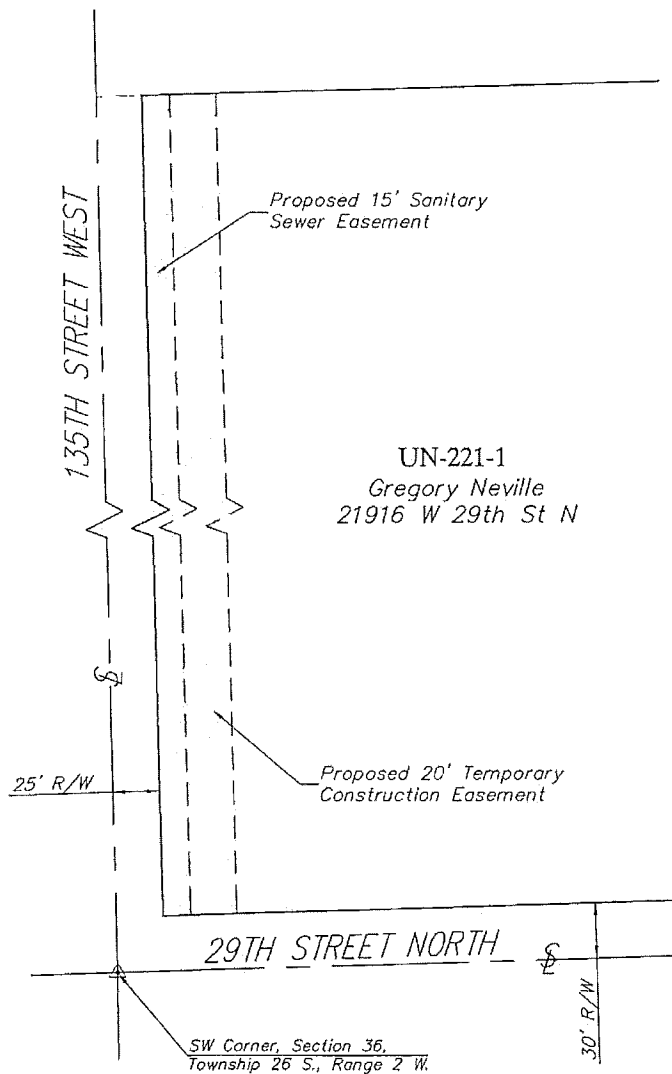 Proposed 15' Sanitary
Sewer Easement
135TH STREET WEST
UN-221-1
Gregory Neville
21916 W 29th St N
25' R/W
Proposed 20' Temporary
Construction Easement
29TH STREET NORTH
30' R/W
SW Corner, Section 36,
Township 26 S., Range 2 W.